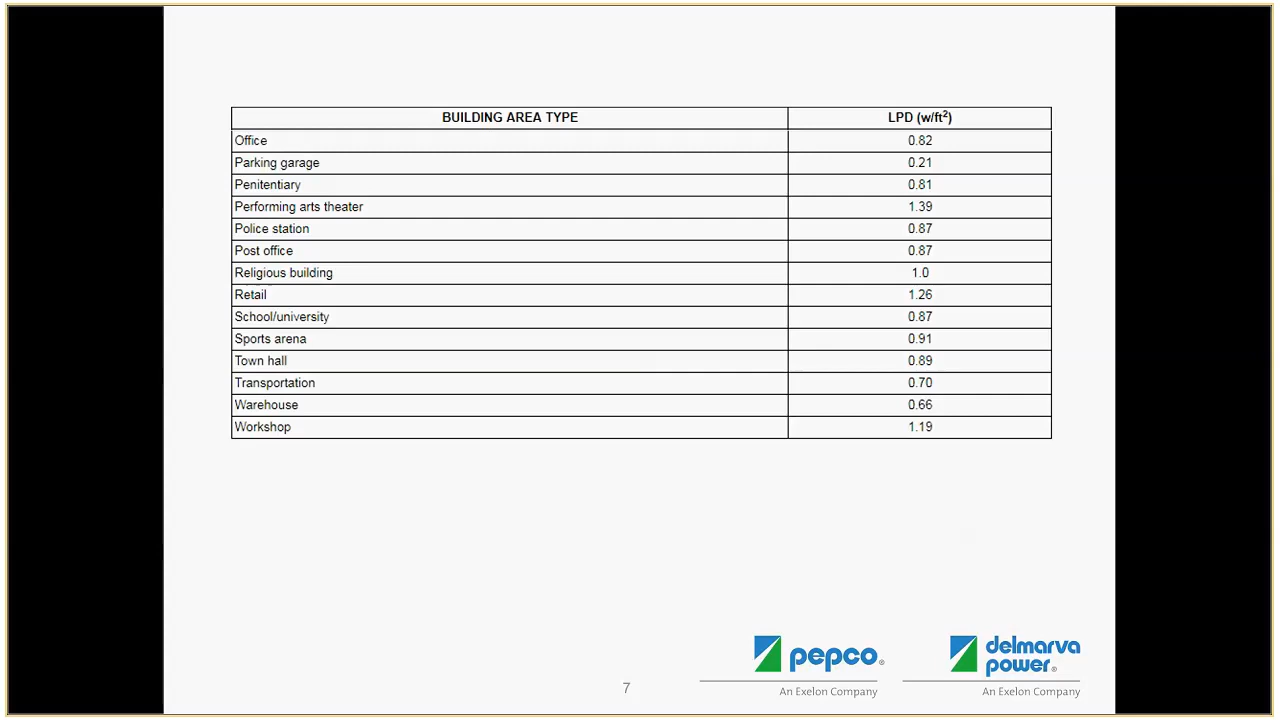 BUILDING AREA TYPE LPD (w/ft²)
Office 0.82
Parking garage 0.21
Penitentiary 0.81
Performing arts theater 1.39
Police station 0.87
Post office 0.87
Religious building 1.0
Retail 1.26
School/university 0.87
Sports arena 0.91
Town hall 0.89
Transportation 0.70
Warehouse 0.66
Workshop 1.19
pepco®
An Exelon Company
delmarva
power®
An Exelon Company
7